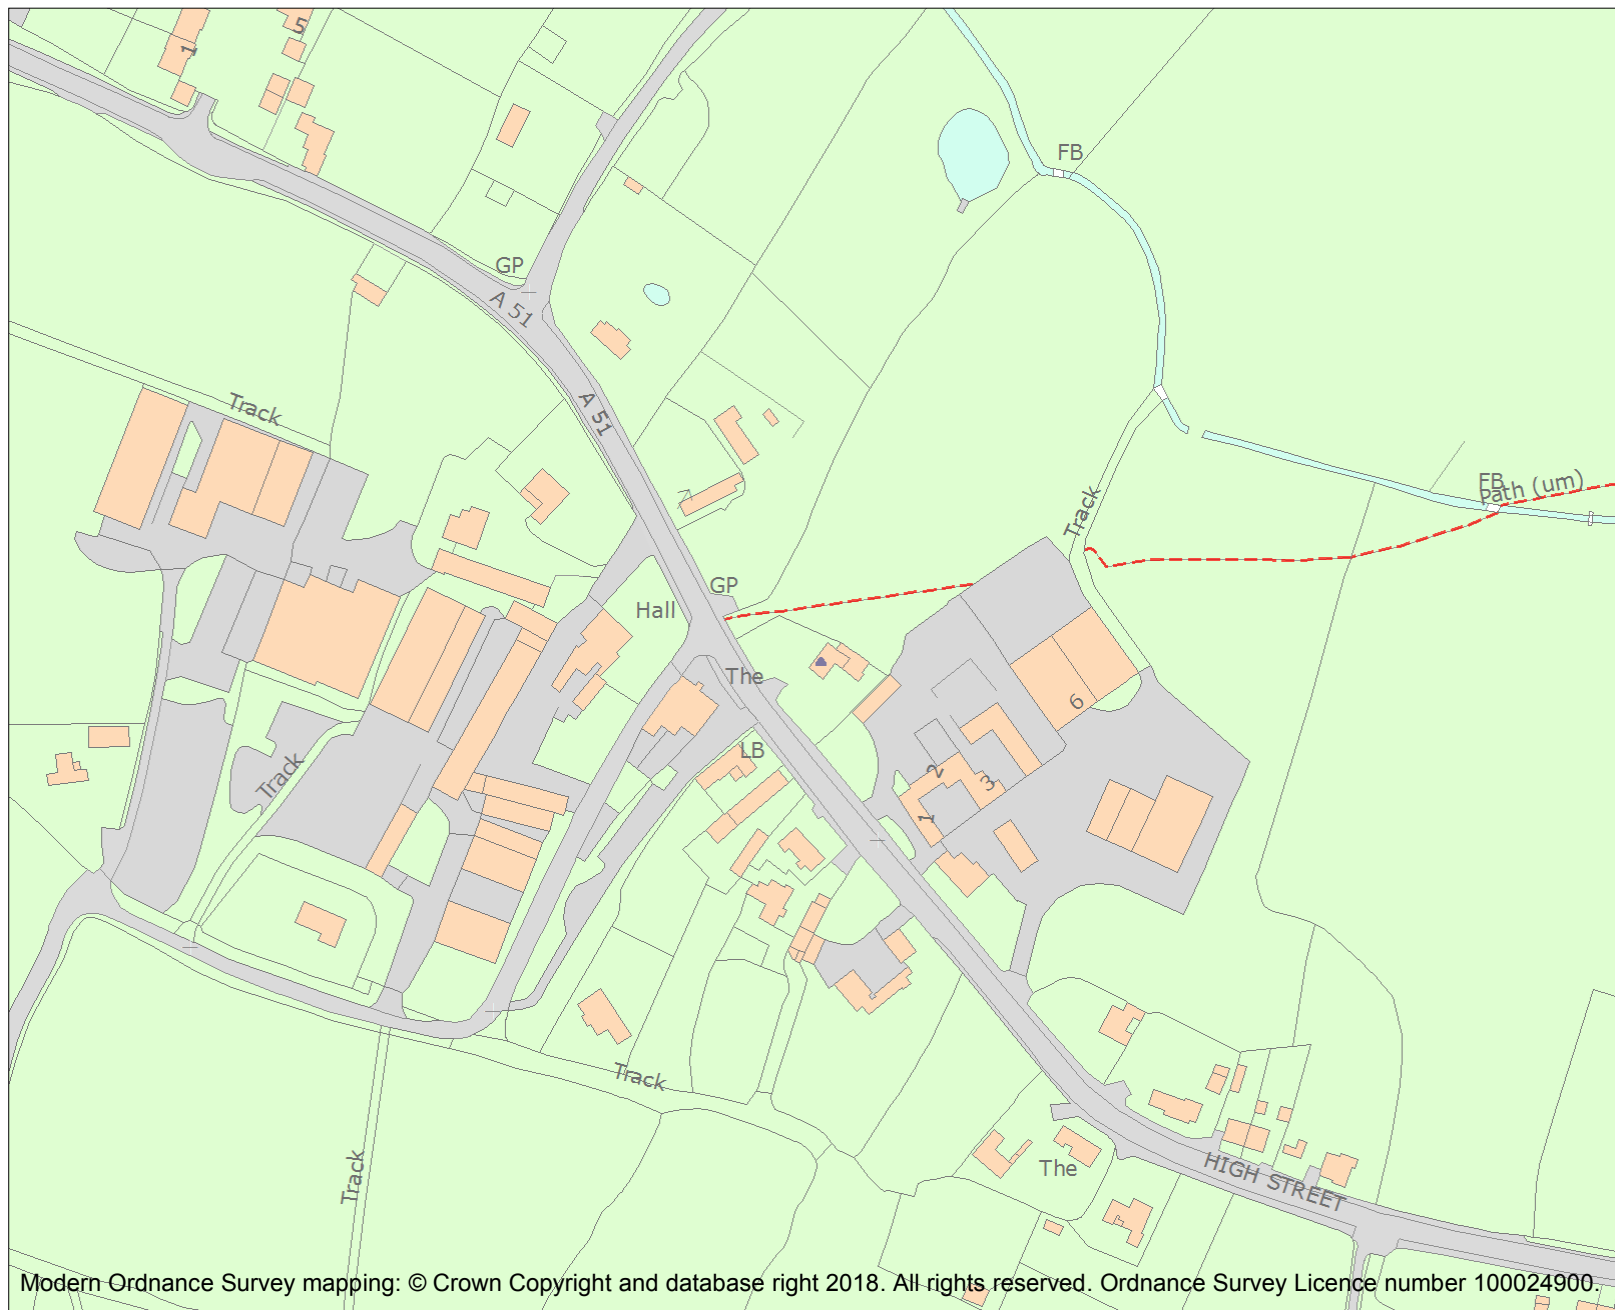 1
5
FB
GP
A 51
Track
A 51
FB
Path (um)
Track
GP
Hall
The
6
LB
2
3
1
Track
Track
Track
The
HIGH STREET
Modern Ordnance Survey mapping: © Crown Copyright and database right 2018. All rights reserved. Ordnance Survey Licence number 100024900.